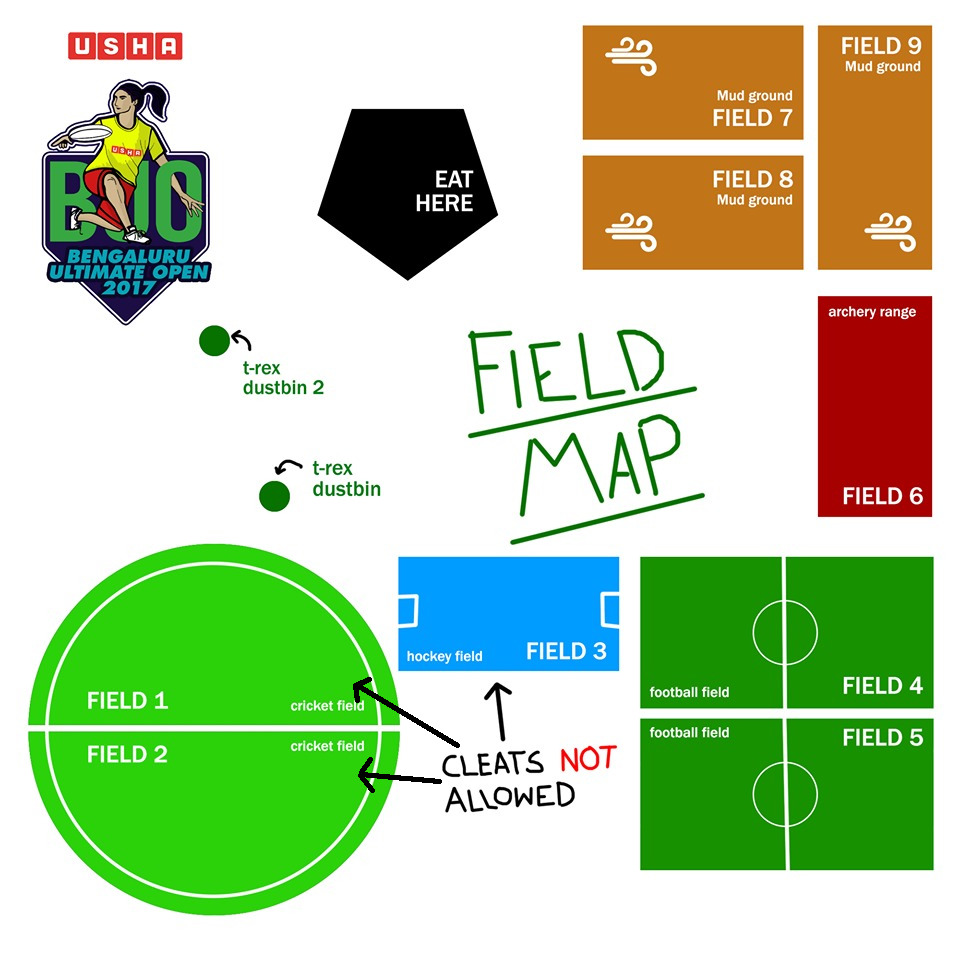 USHA
BUO
BENGALURU
ULTIMATE OPEN
2017
USHA
EAT
HERE
Mud ground
FIELD 7
FIELD 8
Mud ground
FIELD 9
Mud ground
archery range
FIELD 6
t-rex
dustbin 2
t-rex
dustbin
FIELD
MAP
FIELD 1
cricket field
FIELD 2
cricket field
hockey field
FIELD 3
CLEATS NOT
ALLOWED
football field
FIELD 4
football field
FIELD 5